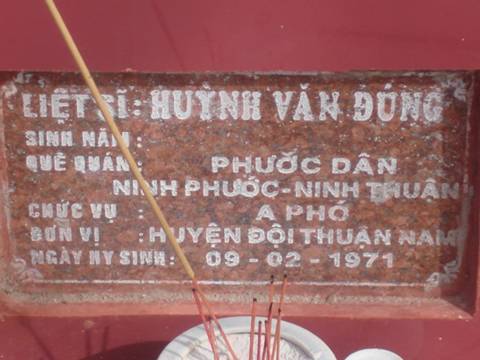 LIỆT SĨ: HUỲNH VĂN ĐÚNG
SINH NĂM :
QUÊ QUÁN : PHƯỚC DÂN
NINH PHƯỚC-NINH THUẬN
CHỨC VỤ : A PHÓ
ĐƠN VỊ : HUYỆN ĐỘI THUẬN NAM
NGÀY HY SINH: 09 - 02 - 1971